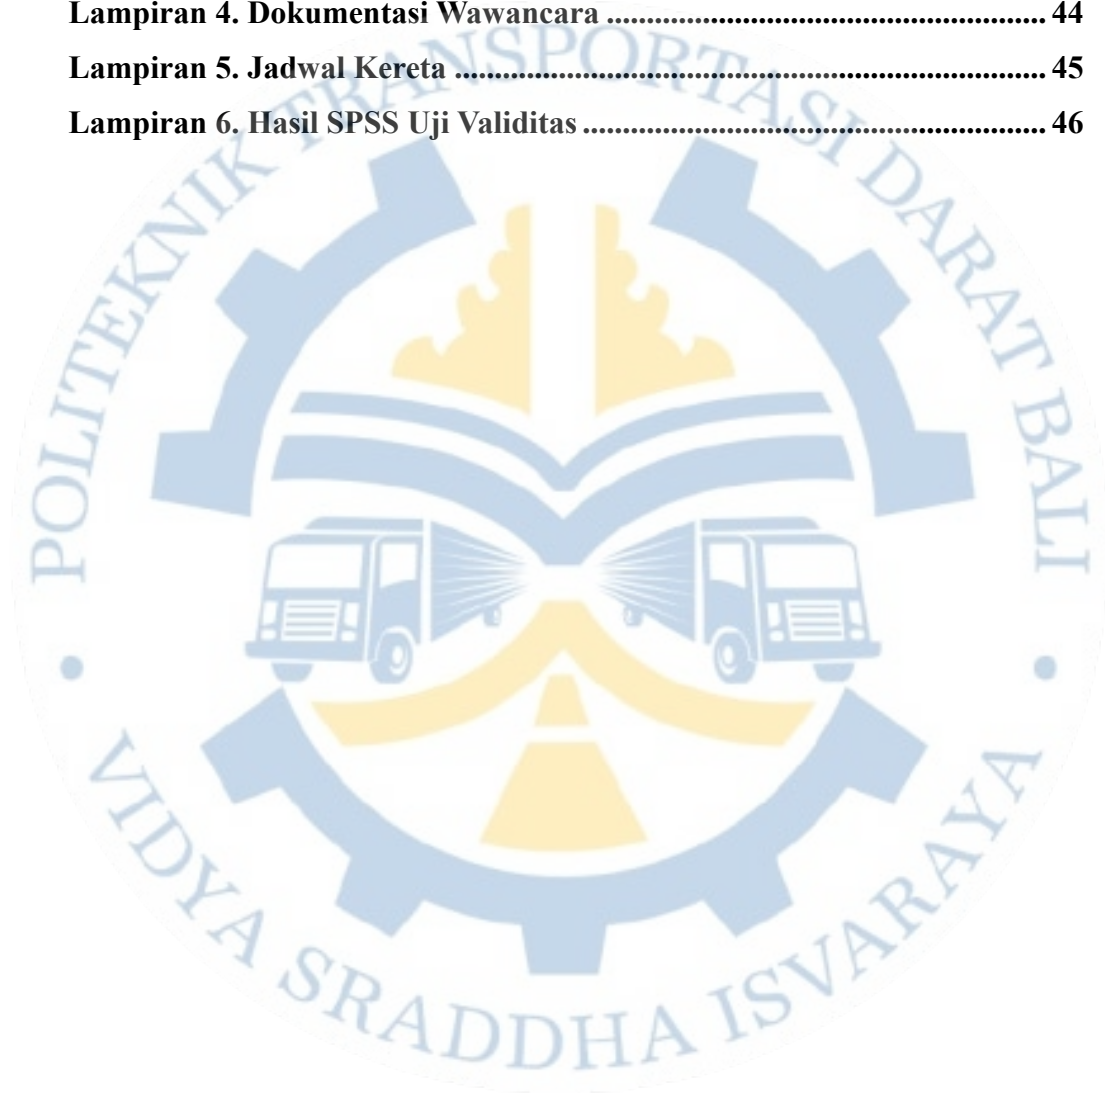 Lampiran 4. Dokumentasi Wawancara ................................................................. 44
Lampiran 5. Jadwal Kereta ........................................................................................ 45
Lampiran 6. Hasil SPSS Uji Validitas ..................................................................... 46
POLITEKNIK TRANSPORTASI DARAT BALI
• VIDYA SRADDHA ISVARAYA •